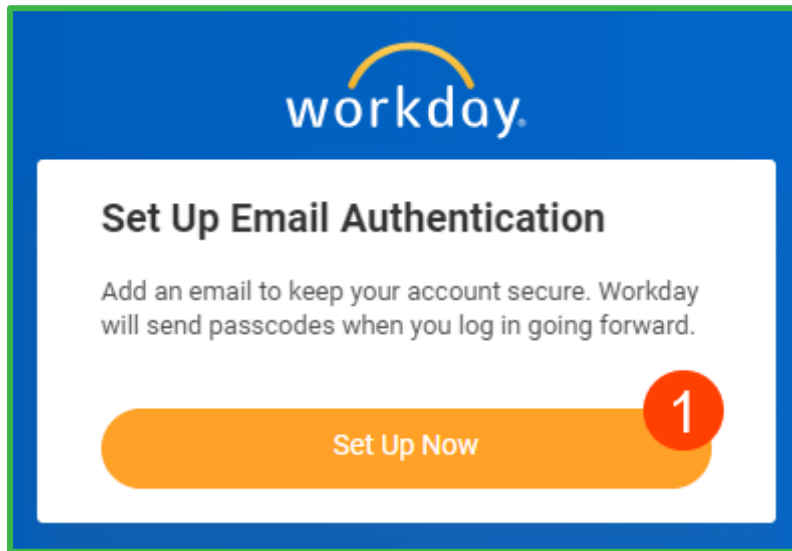 workday.
Set Up Email Authentication
Add an email to keep your account secure. Workday
will send passcodes when you log in going forward.
1
Set Up Now